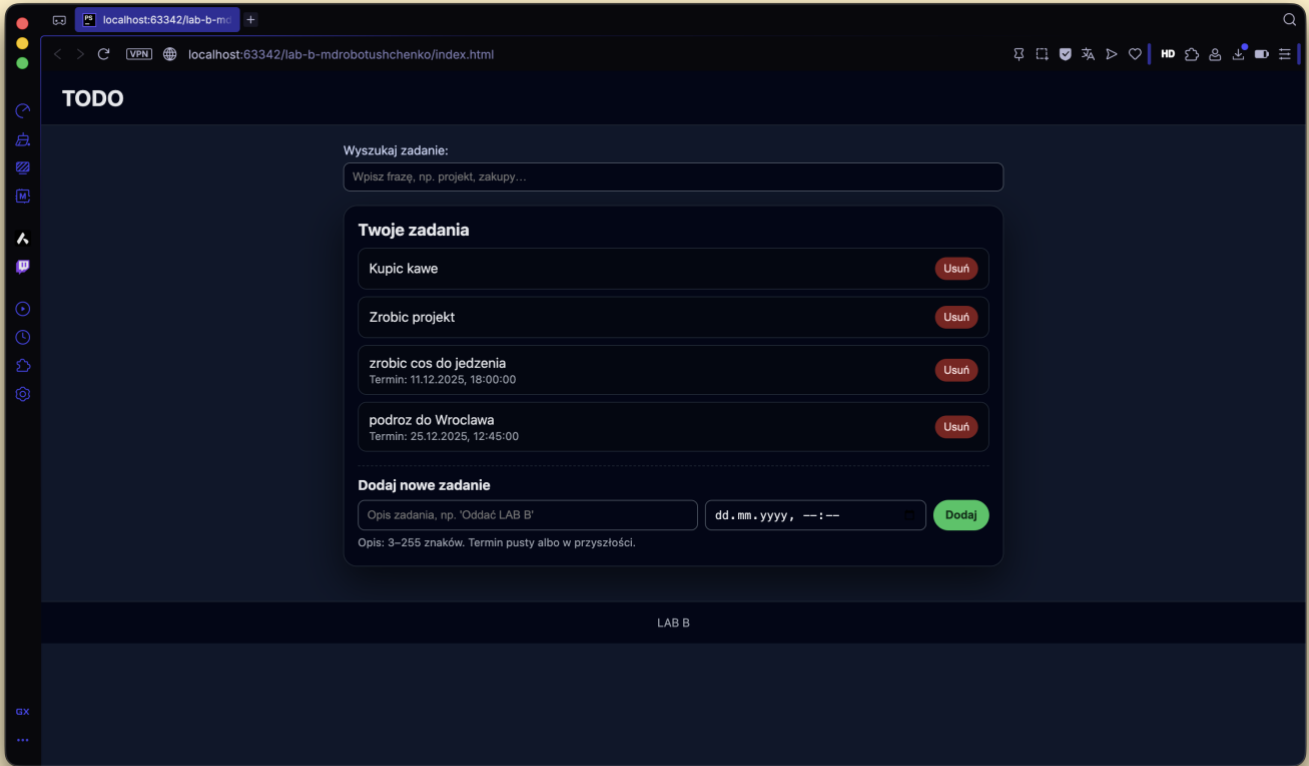 localhost:63342/lab-b-md
VPN
localhost:63342/lab-b-mdrobotushchenko/index.html
HD
TODO
Wyszukaj zadanie:
Wpisz frazę, np. projekt, zakupy…
Twoje zadania
Kupic kawe
Usuń
Zrobic projekt
Usuń
zrobic cos do jedzenia
Termin: 11.12.2025, 18:00:00
Usuń
podroz do Wroclawa
Termin: 25.12.2025, 12:45:00
Usuń
Dodaj nowe zadanie
Opis zadania, np. 'Oddać LAB B'
dd.mm.yyyy, --:--
Dodaj
Opis: 3–255 znaków. Termin pusty albo w przyszłości.
LAB B
GX